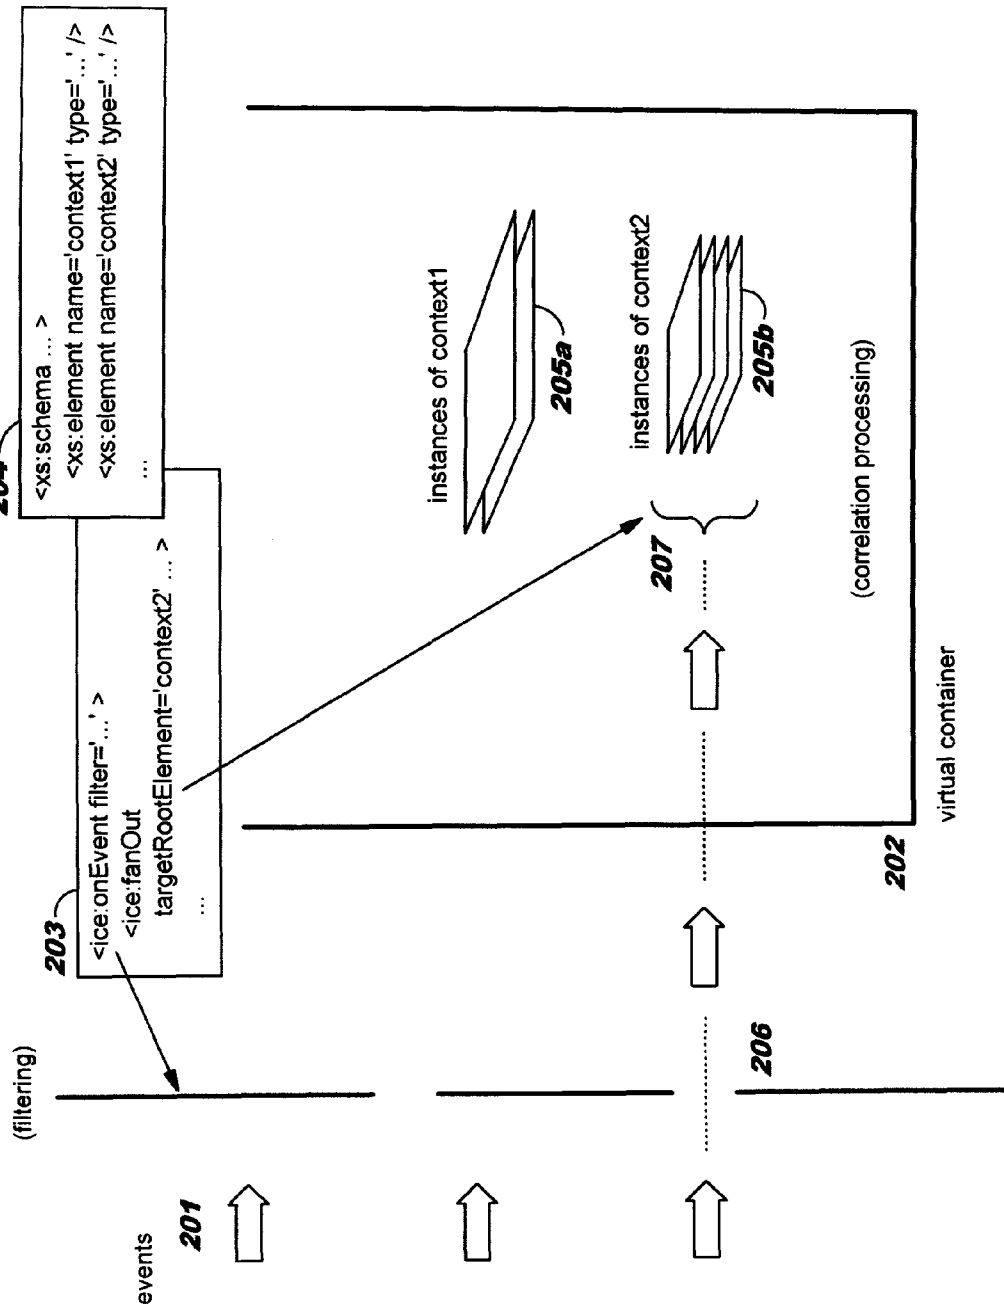 204
<xs:schema ... >
<xs:element name='context1' type='...' />
<xs:element name='context2' type='...' />
...
203
<ice:onEvent filter='...' >
<ice:fanOut
targetRootElement='context2' ... >
...
(filtering)
events
201
instances of context1
205a
instances of context2
205b
207
206
(correlation processing)
202
virtual container